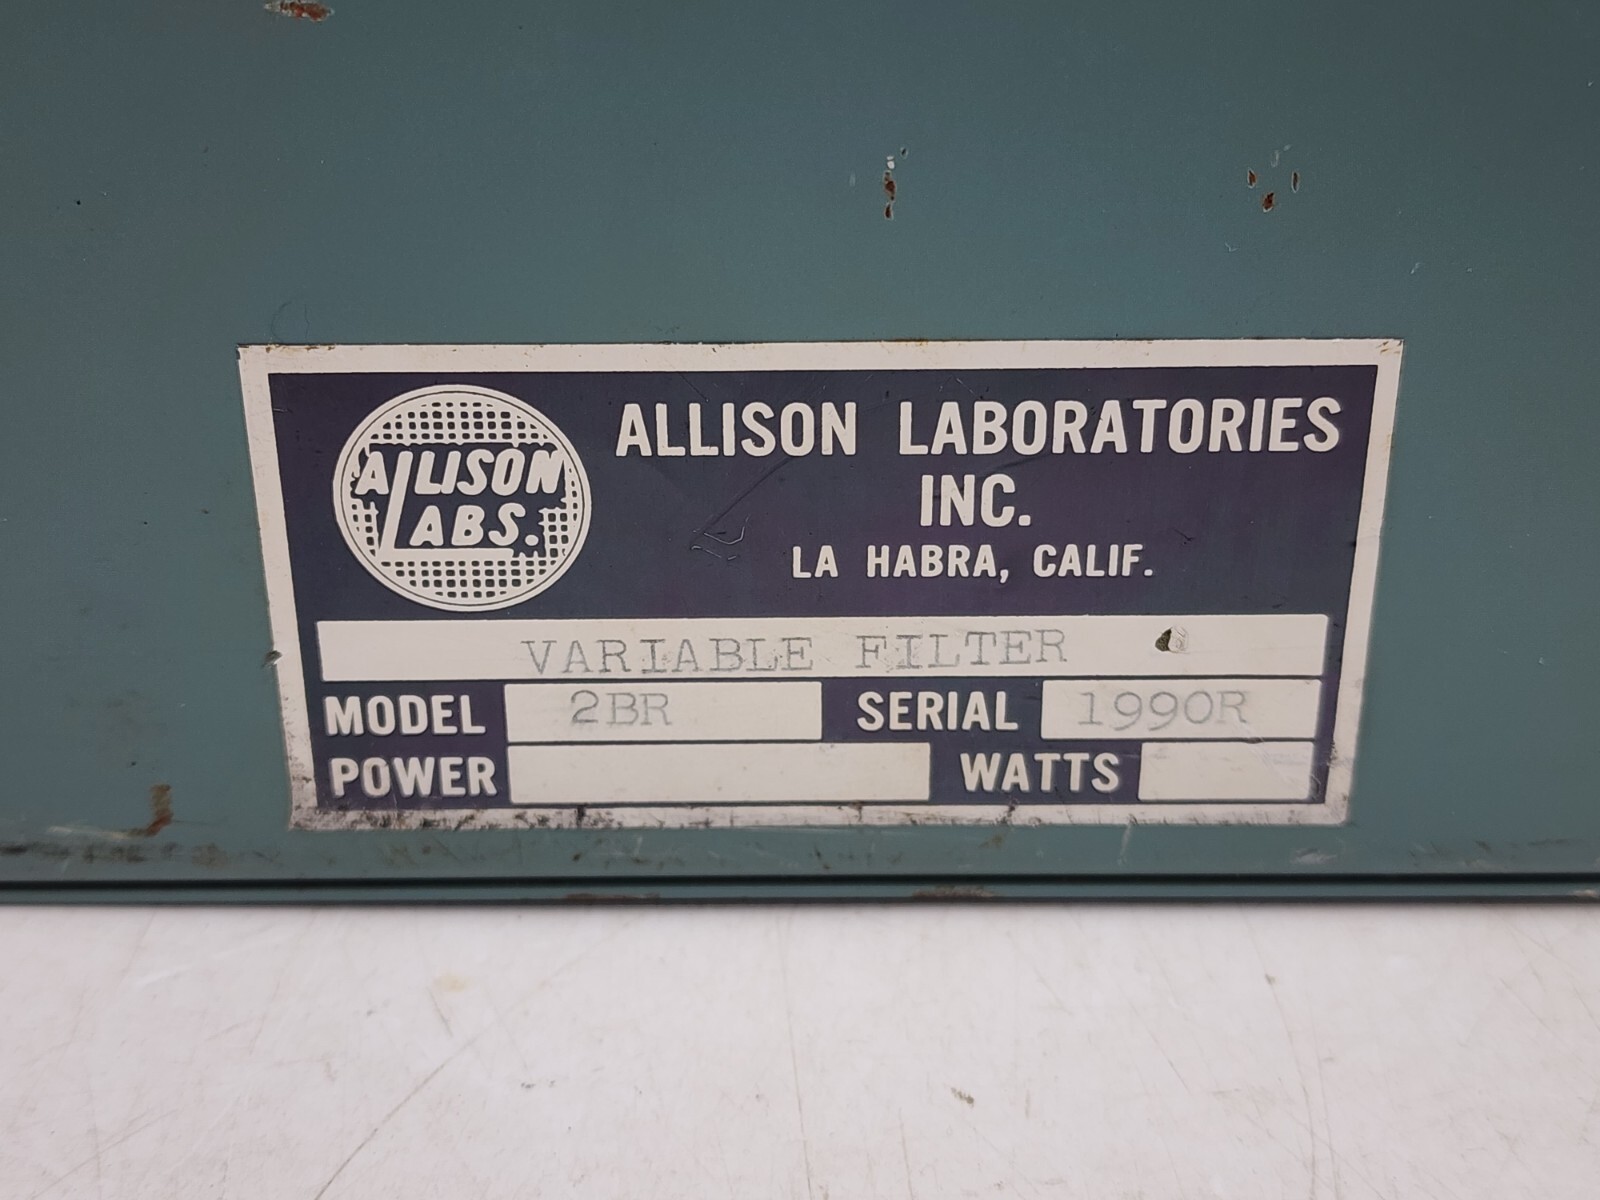 ALLISON LABS.
ALLISON LABORATORIES
INC.
LA HABRA, CALIF.
VARIABLE FILTER
MODEL 2BR SERIAL 1990R
POWER WATTS